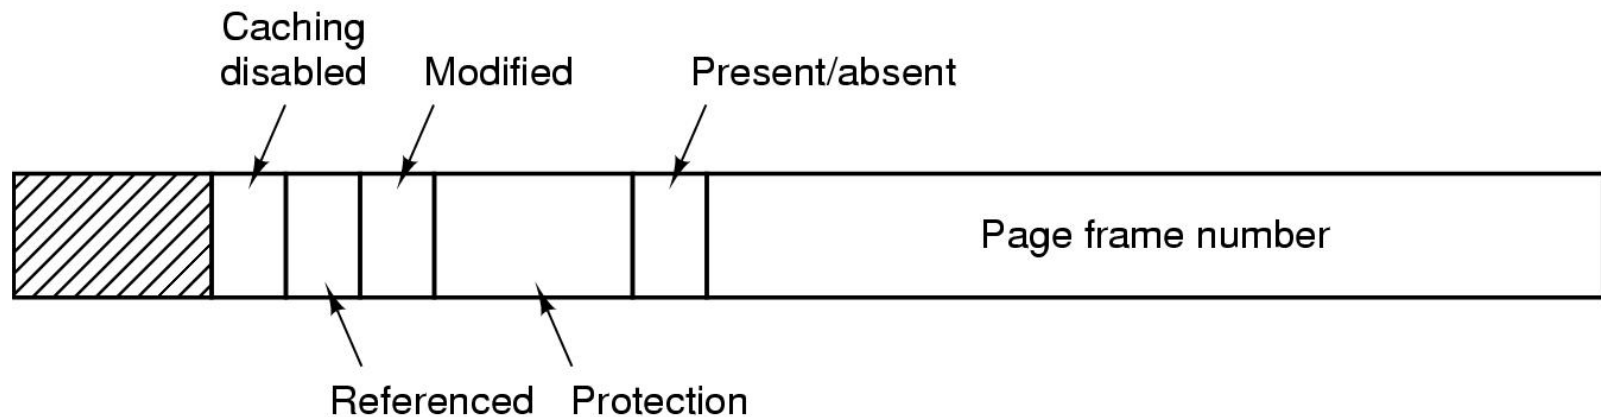 Caching
disabled
Modified
Present/absent
Page frame number
Referenced
Protection